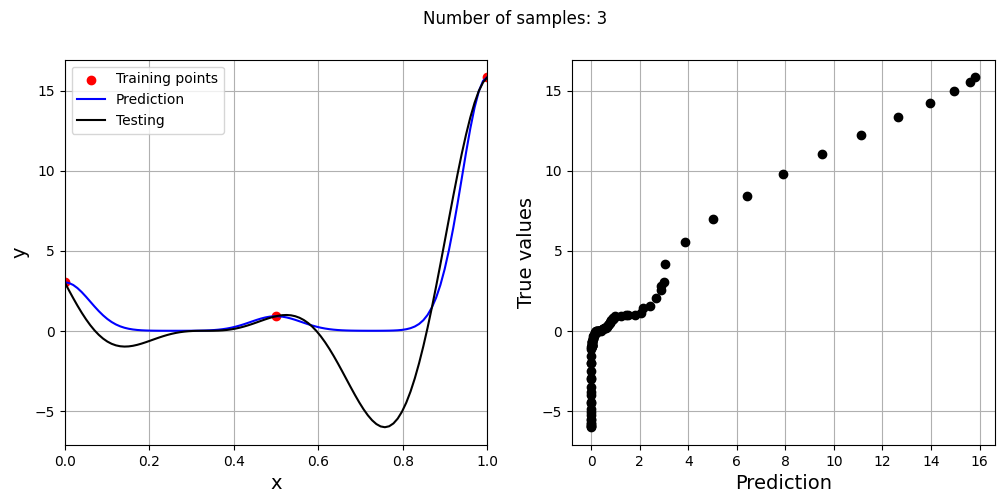 Number of samples: 3
Training points
Prediction
Testing
15
10
5
0
−5
y
0.0 0.2 0.4 0.6 0.8 1.0
x
15
10
5
0
−5
True values
0 2 4 6 8 10 12 14 16
Prediction